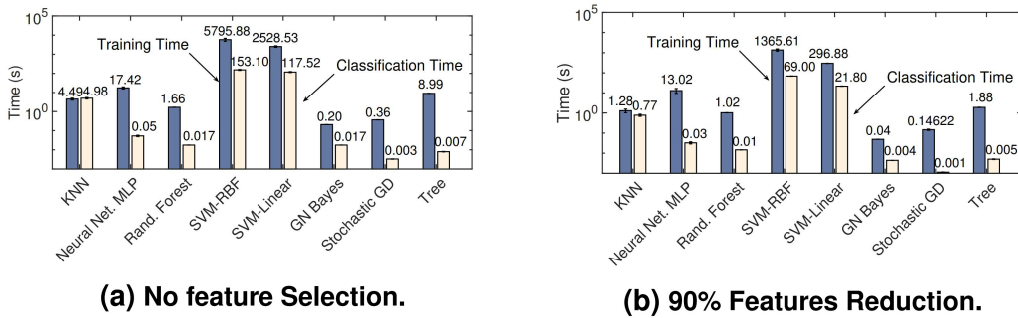 10^5
10^0
Time (s)
5795.88
2528.53
Training Time
153.10
117.52
Classification Time
17.42
4.49
4.98
1.66
8.99
0.05
0.017
0.20
0.36
0.017
0.003
0.007
KNN
Neural Net. MLP
Rand. Forest
SVM-RBF
SVM-Linear
GN Bayes
Stochastic GD
Tree
(a) No feature Selection.
10^5
10^0
Time (s)
1365.61
296.88
Training Time
69.00
21.80
Classification Time
13.02
1.28
0.77
1.02
1.88
0.03
0.01
0.04
0.14622
0.004
0.001
0.005
KNN
Neural Net. MLP
Rand. Forest
SVM-RBF
SVM-Linear
GN Bayes
Stochastic GD
Tree
(b) 90% Features Reduction.